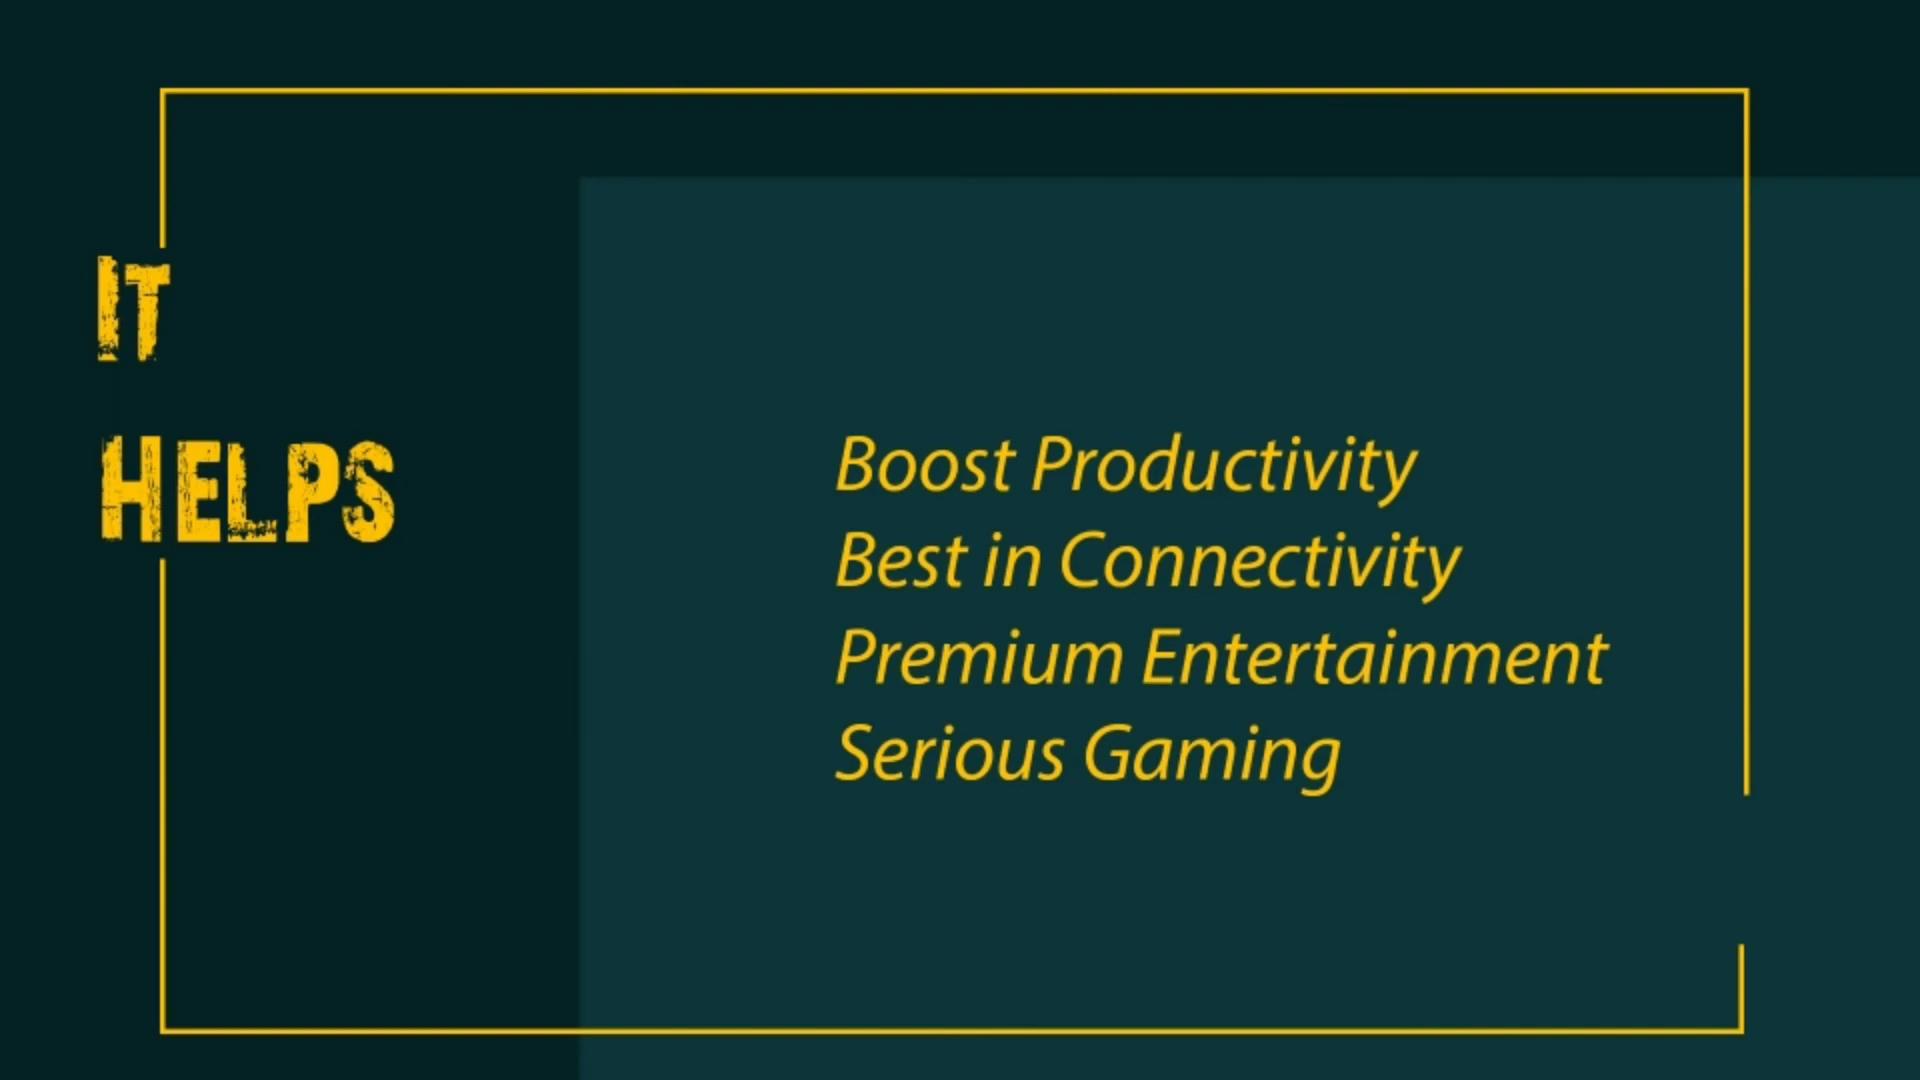 IT
HELPS
Boost Productivity
Best in Connectivity
Premium Entertainment
Serious Gaming